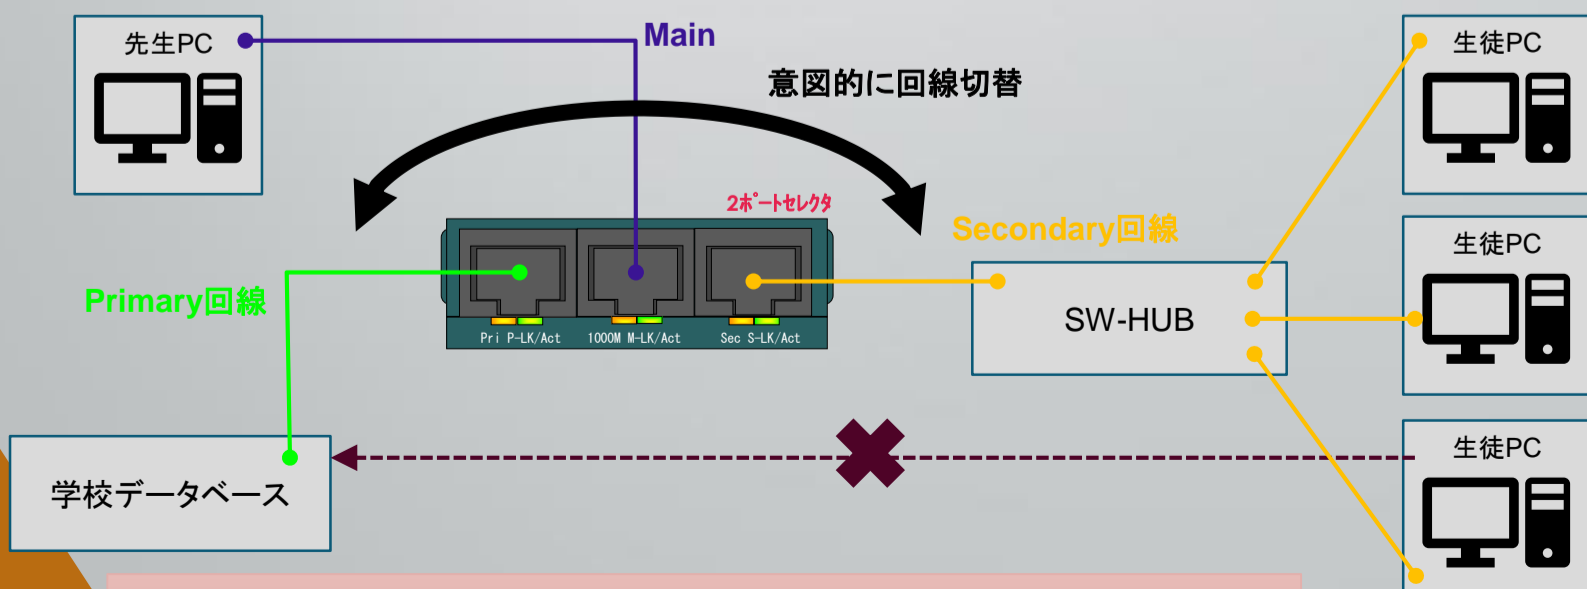 先生PC
Main
意図的に回線切替
生徒PC
2ポートセレクタ
Secondary回線
生徒PC
Primary回線
SW-HUB
Pri P-LK/Act
1000M M-LK/Act
Sec S-LK/Act
生徒PC
学校データベース